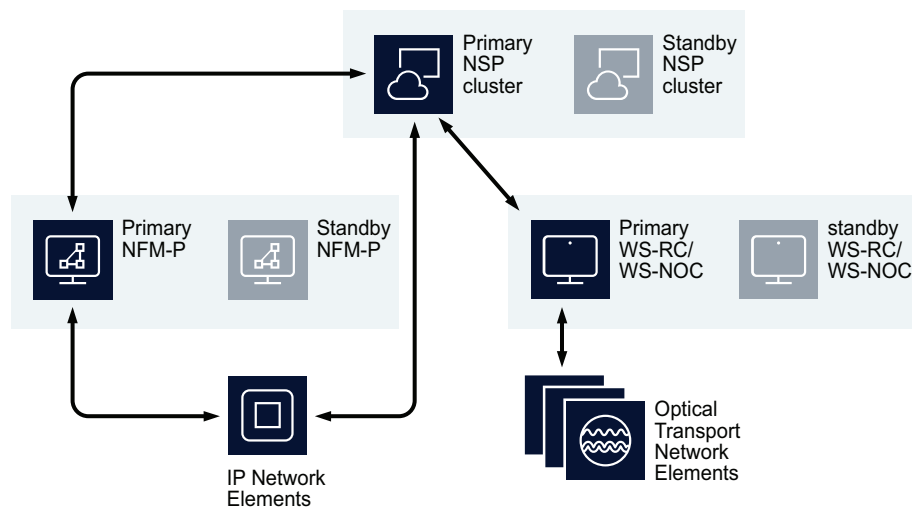 Primary
NSP
cluster
Standby
NSP
cluster
Primary
NFM-P
Standby
NFM-P
Primary
WS-RC/
WS-NOC
standby
WS-RC/
WS-NOC
IP Network
Elements
Optical
Transport
Network
Elements